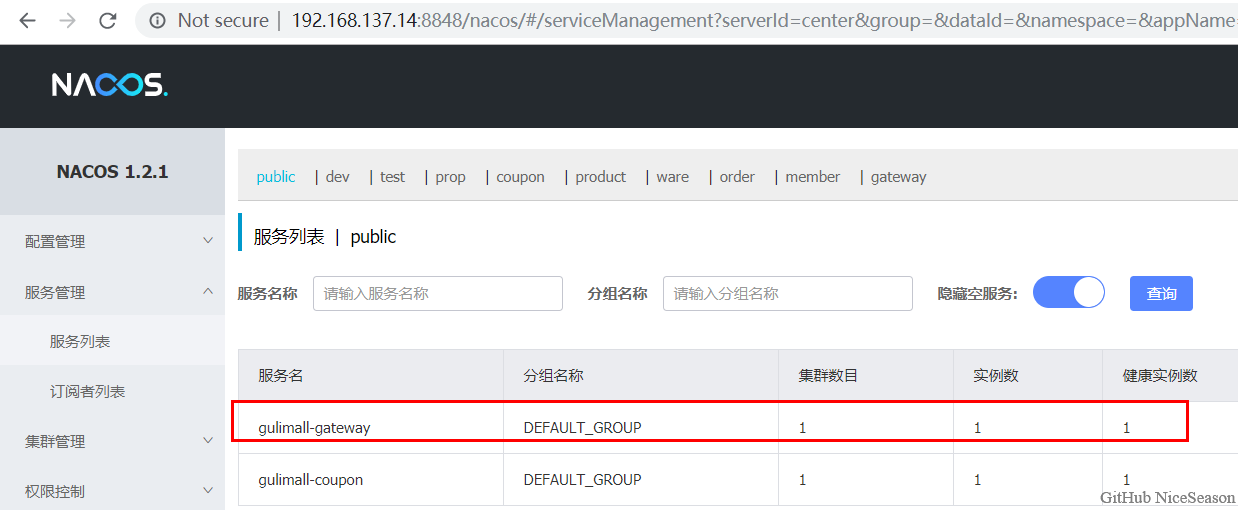 Not secure | 192.168.137.14:8848/nacos/#/serviceManagement?serverId=center&group=&dataId=&namespace=&appName=
NACOS.
NACOS 1.2.1
public | dev | test | prop | coupon | product | ware | order | member | gateway
配置管理
服务管理
服务列表
订阅者列表
集群管理
权限控制
服务列表 | public
服务名称 请输入服务名称 分组名称 请输入分组名称 隐藏空服务: 查询
服务名 分组名称 集群数目 实例数 健康实例数
gulimall-gateway DEFAULT_GROUP 1 1 1
gulimall-coupon DEFAULT_GROUP 1 1 1
GitHub NiceSeason